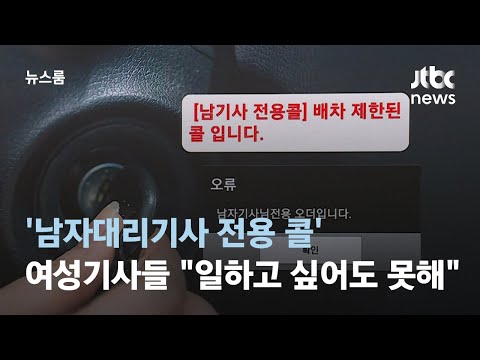 뉴스룸
jtbc
news
[남기사 전용콜] 배차 제한된
콜 입니다.
오류
남자기사님전용 오더입니다.
확인
'남자대리기사 전용 콜'
여성기사들 "일하고 싶어도 못해"